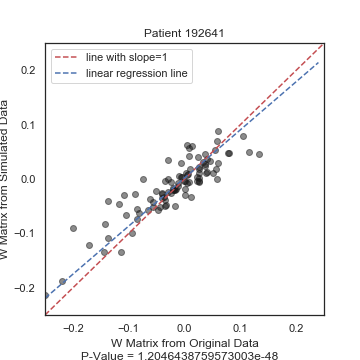 Patient 192641
line with slope=1
linear regression line
W Matrix from Simulated Data
0.2
0.1
0.0
−0.1
−0.2
−0.2
−0.1
0.0
0.1
0.2
W Matrix from Original Data
P-Value = 1.2046438759573003e-48